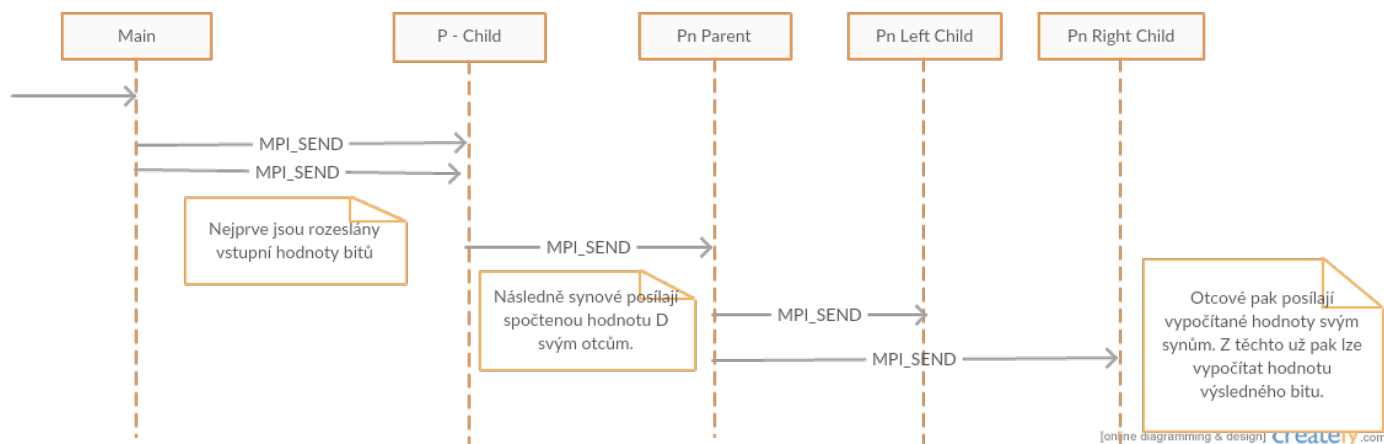 Main
P - Child
Pn Parent
Pn Left Child
Pn Right Child
MPI_SEND
MPI_SEND
Nejprve jsou rozeslány
vstupní hodnoty bitů
MPI_SEND
Následně synové posílají
spočtenou hodnotu D
svým otcům.
MPI_SEND
MPI_SEND
Otcové pak posílají
vypočítané hodnoty svým
synům. Z těchto už pak lze
vypočítat hodnotu
výsledného bitu.
[online diagramming & design] creately.com